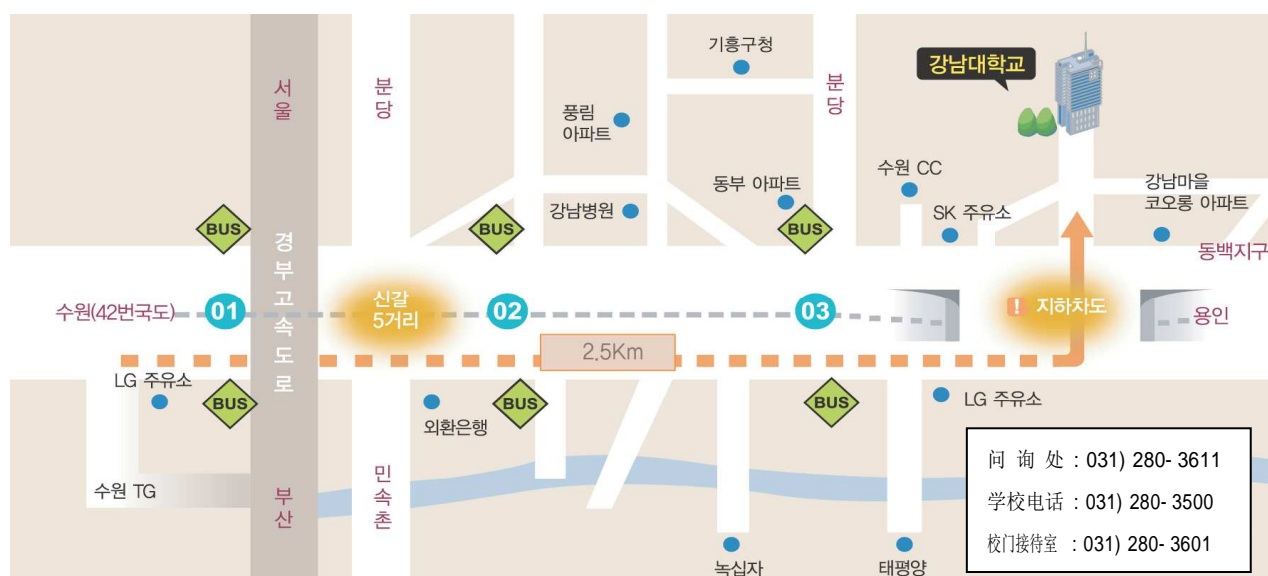 기흥구청
강남대학교
서울
분당
분당
풍림
아파트
수원 CC
동부 아파트
강남마을
코오롱 아파트
강남병원
SK 주유소
BUS
BUS
BUS
경부고속도로
동백지구
신갈
5거리
지하차도
!
수원(42번국도)
01
02
03
용인
2.5Km
LG 주유소
BUS
BUS
BUS
LG 주유소
외환은행
민속촌
수원 TG
부산
녹십자
태평양
问 询 处 : 031) 280- 3611
学校电话 : 031) 280- 3500
校门接待室 : 031) 280- 3601